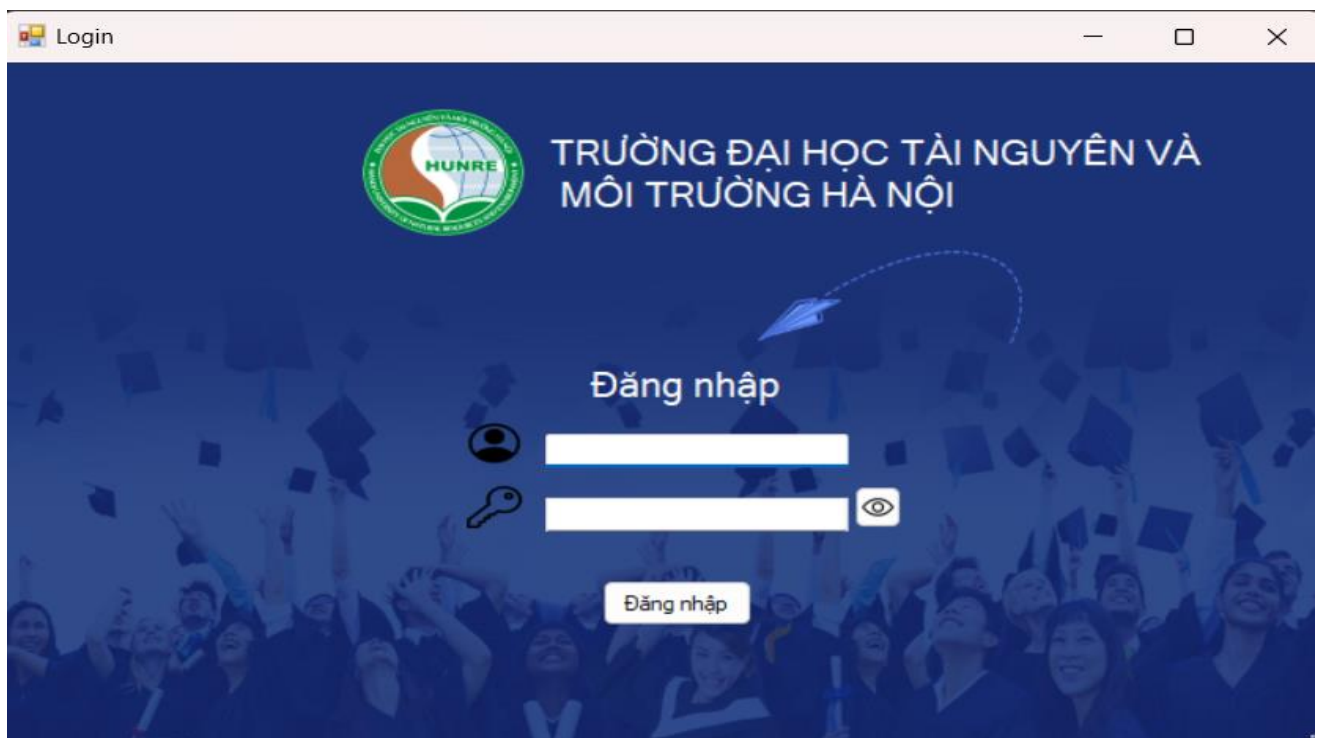 Login
HUNRE
TRƯỜNG ĐẠI HỌC TÀI NGUYÊN VÀ
MÔI TRƯỜNG HÀ NỘI
Đăng nhập
Đăng nhập